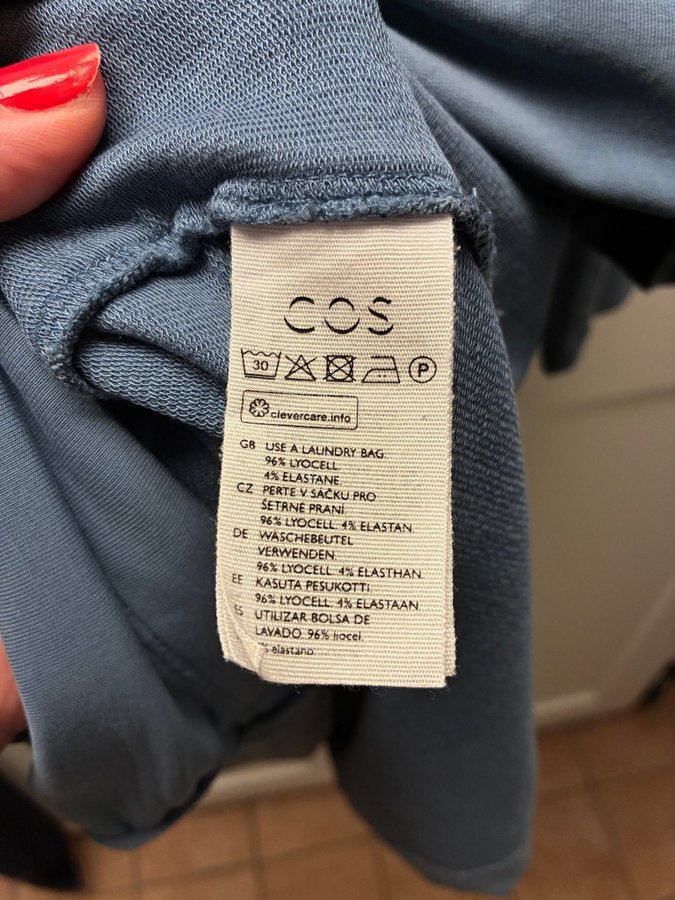 COS
30 P
clevercare.info
GB USE A LAUNDRY BAG
96% LYOCELL
4% ELASTANE
CZ PERTE V SÁČKU PRO
ŠETRNÉ PRANÍ
96% LYOCELL 4% ELASTAN
DE WÄSCHEBEUTEL
VERWENDEN
96% LYOCELL 4% ELASTHAN
EE KASUTA PESUKOTTI
96% LYOCELL 4% ELASTAAN
ES UTILIZAR BOLSA DE
LAVADO 96% liocel.
% elastano